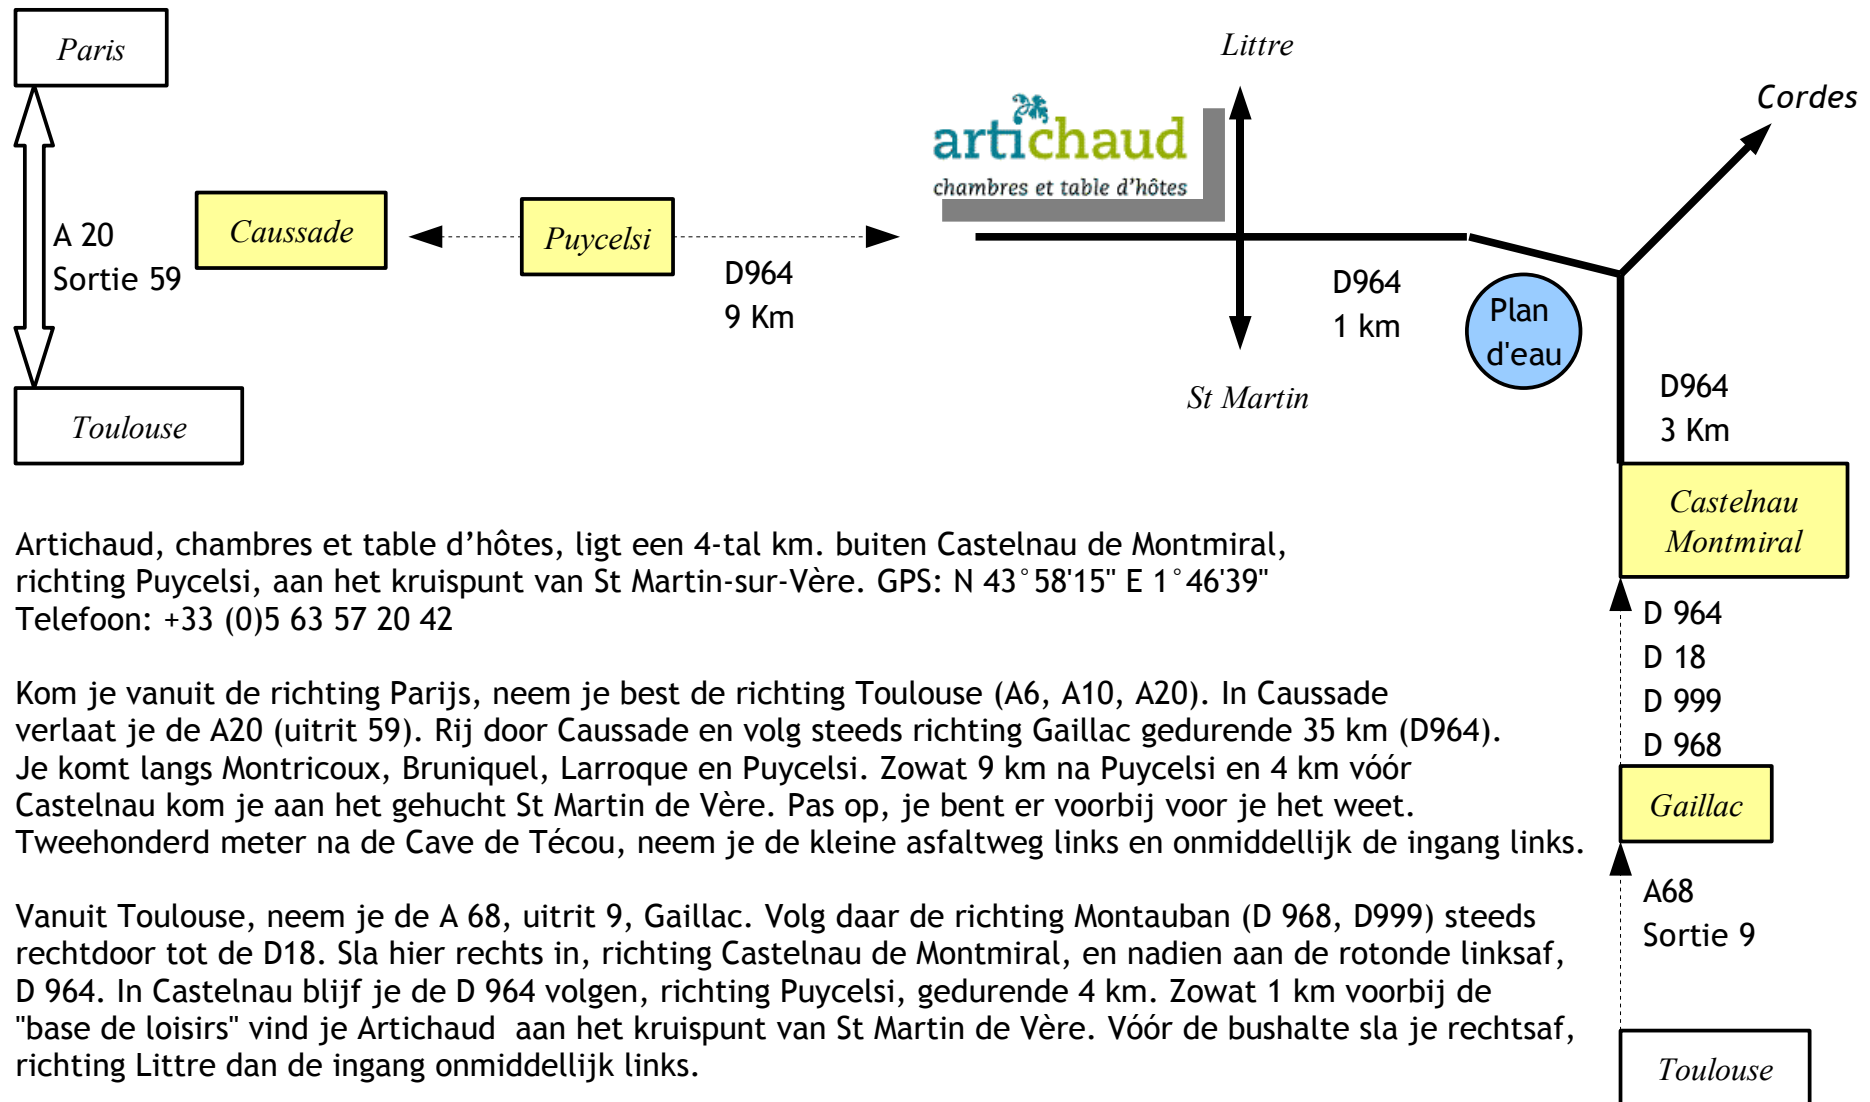 Paris
Littre
Cordes
artichaud
chambres et table d'hôtes
A 20
Sortie 59
Caussade
Puycelsi
D964
9 Km
D964
1 km
Plan
d'eau
St Martin
Toulouse
D964
3 Km
Castelnau
Montmiral
Artichaud, chambres et table d’hôtes, ligt een 4-tal km. buiten Castelnau de Montmiral,
richting Puycelsi, aan het kruispunt van St Martin-sur-Vère. GPS: N 43°58'15" E 1°46'39"
Telefoon: +33 (0)5 63 57 20 42
Kom je vanuit de richting Parijs, neem je best de richting Toulouse (A6, A10, A20). In Caussade
verlaat je de A20 (uitrit 59). Rij door Caussade en volg steeds richting Gaillac gedurende 35 km (D964).
Je komt langs Montricoux, Bruniquel, Larroque en Puycelsi. Zowat 9 km na Puycelsi en 4 km vóór
Castelnau kom je aan het gehucht St Martin de Vère. Pas op, je bent er voorbij voor je het weet.
Tweehonderd meter na de Cave de Técou, neem je de kleine asfaltweg links en onmiddellijk de ingang links.
Vanuit Toulouse, neem je de A 68, uitrit 9, Gaillac. Volg daar de richting Montauban (D 968, D999) steeds
rechtdoor tot de D18. Sla hier rechts in, richting Castelnau de Montmiral, en nadien aan de rotonde linksaf,
D 964. In Castelnau blijf je de D 964 volgen, richting Puycelsi, gedurende 4 km. Zowat 1 km voorbij de
"base de loisirs" vind je Artichaud aan het kruispunt van St Martin de Vère. Vóór de bushalte sla je rechtsaf,
richting Littre dan de ingang onmiddellijk links.
D 964
D 18
D 999
D 968
Gaillac
A68
Sortie 9
Toulouse